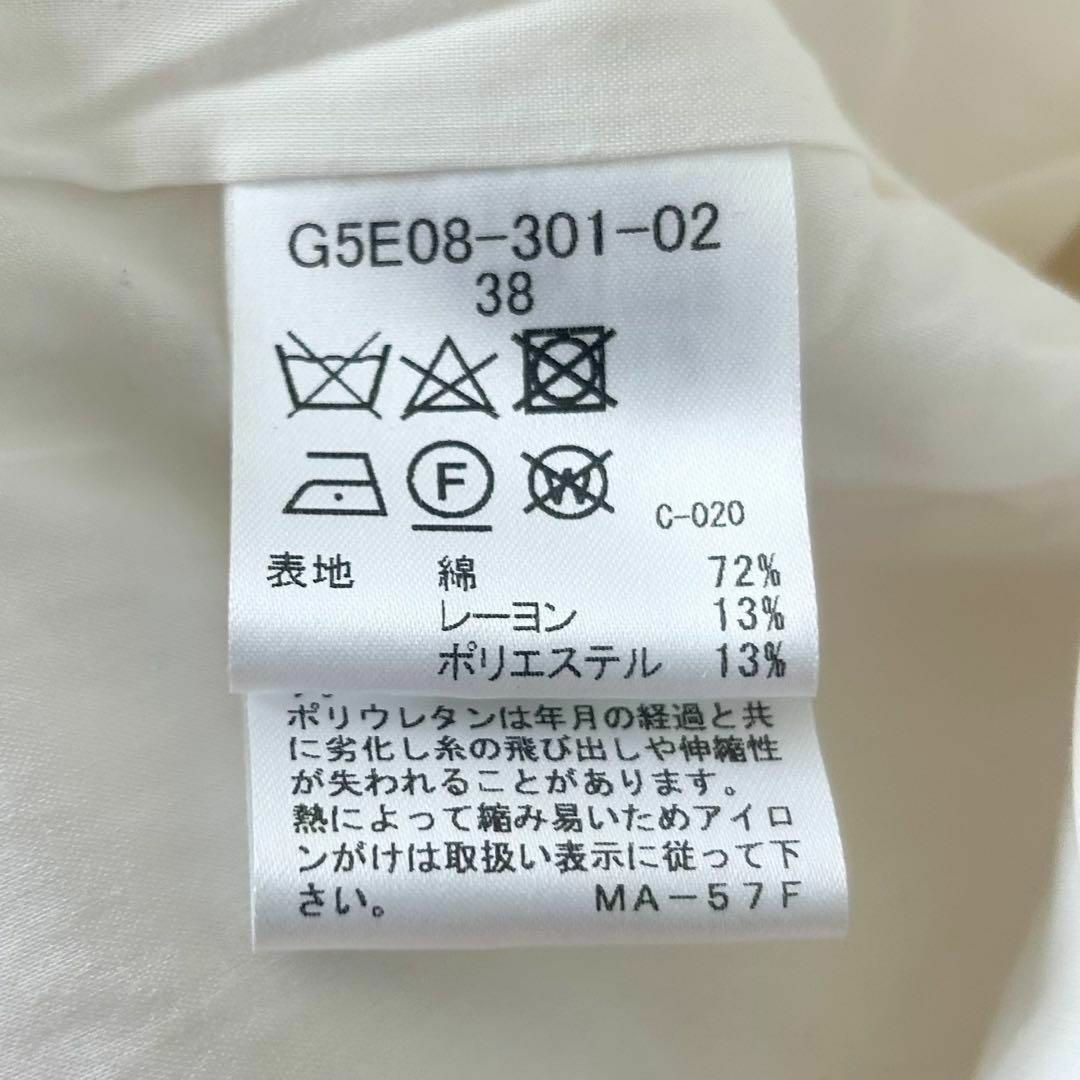 G5E08-301-02
38
F W
C-020
表地 綿 72%
レーヨン 13%
ポリエステル 13%
ポリウレタンは年月の経過と共
に劣化し糸の飛び出しや伸縮性
が失われることがあります。
熱によって縮み易いためアイロ
ンがけは取扱い表示に従って下
さい。 MA-57F